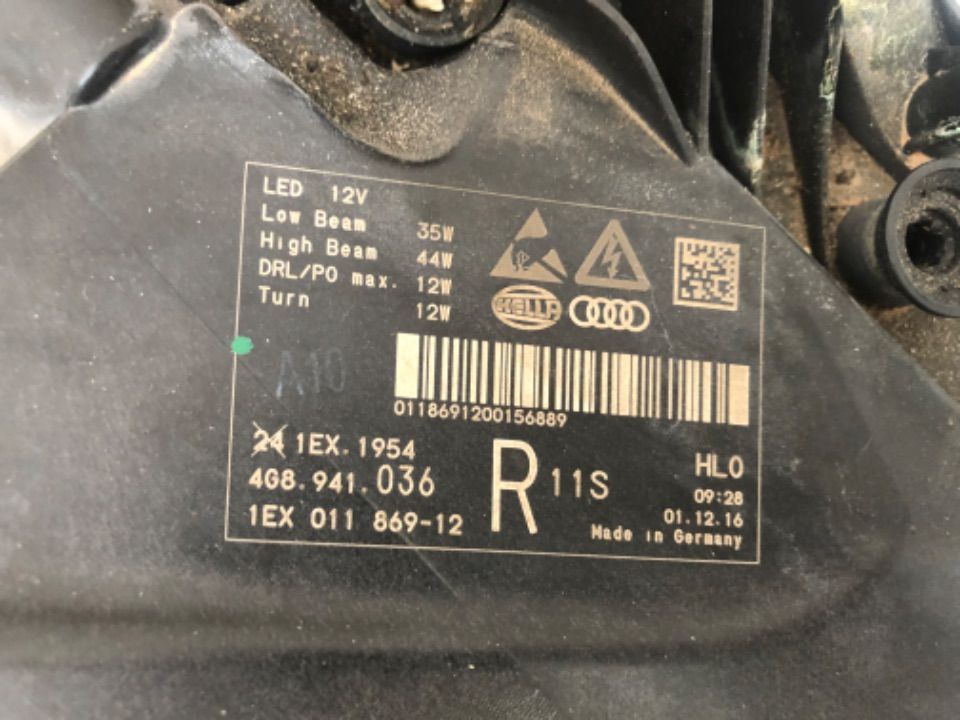 LED 12V
Low Beam 35W
High Beam 44W
DRL/PO max. 12W
Turn 12W
HELLA
A10
0118691200156889
24 1EX.1954
4G8.941.036
1EX 011 869-12
R 11S
HL0
09:28
01.12.16
Made in Germany